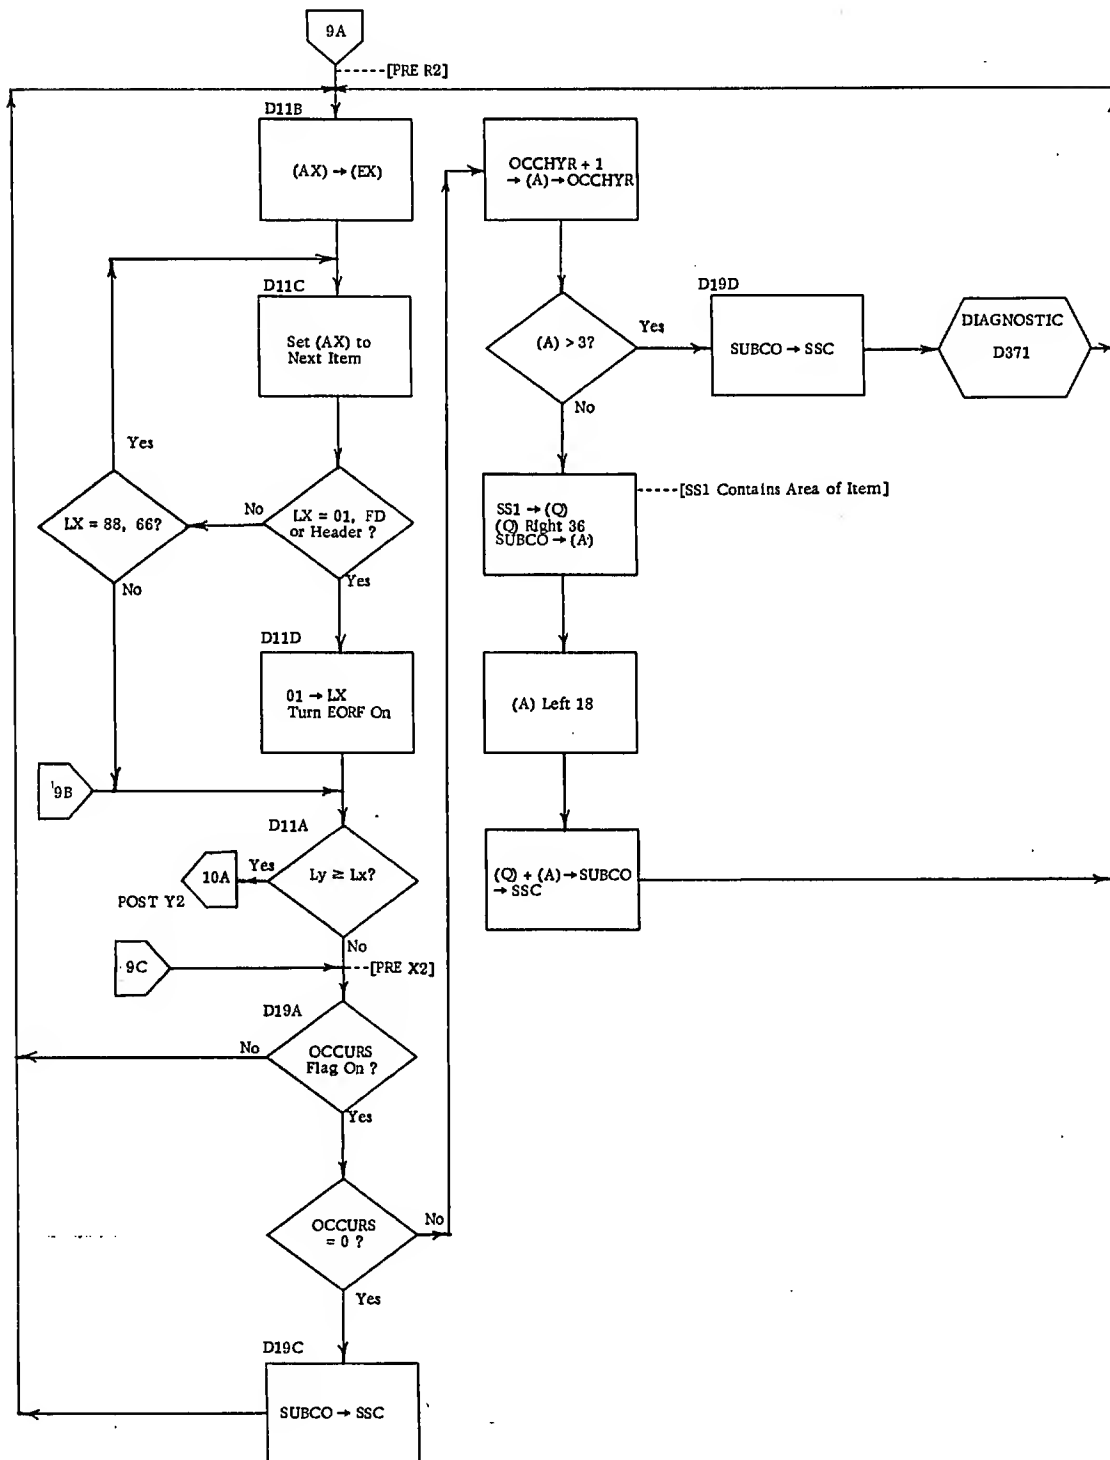 9A
[PRE R2]
D11B
(AX) → (EX)
D11C
Set (AX) to
Next Item
Yes
LX = 88, 66?
No
LX = 01, FD
or Header ?
No
Yes
D11D
01 → LX
Turn EORF On
9B
D11A
Ly ≥ Lx?
Yes
10A
POST Y2
No
9C
[PRE X2]
D19A
OCCURS
Flag On ?
No
Yes
OCCURS
= 0 ?
No
Yes
D19C
SUBCO → SSC
OCCHYR + 1
→ (A) → OCCHYR
(A) > 3?
Yes
No
D19D
SUBCO → SSC
DIAGNOSTIC
D371
SS1 → (Q)
(Q) Right 36
SUBCO → (A)
[SS1 Contains Area of Item]
(A) Left 18
(Q) + (A) → SUBCO
→ SSC